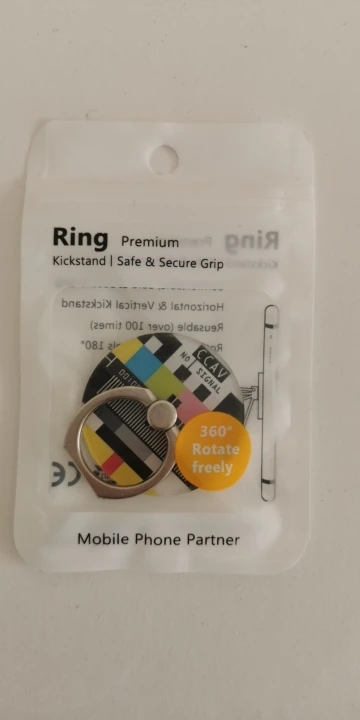 Ring Premium
Kickstand | Safe & Secure Grip
Horizontal & Vertical Kickstand
Reusable (over 100 times)
180°
CCAV
NO SIGNAL
360°
Rotate
freely
CE
Mobile Phone Partner